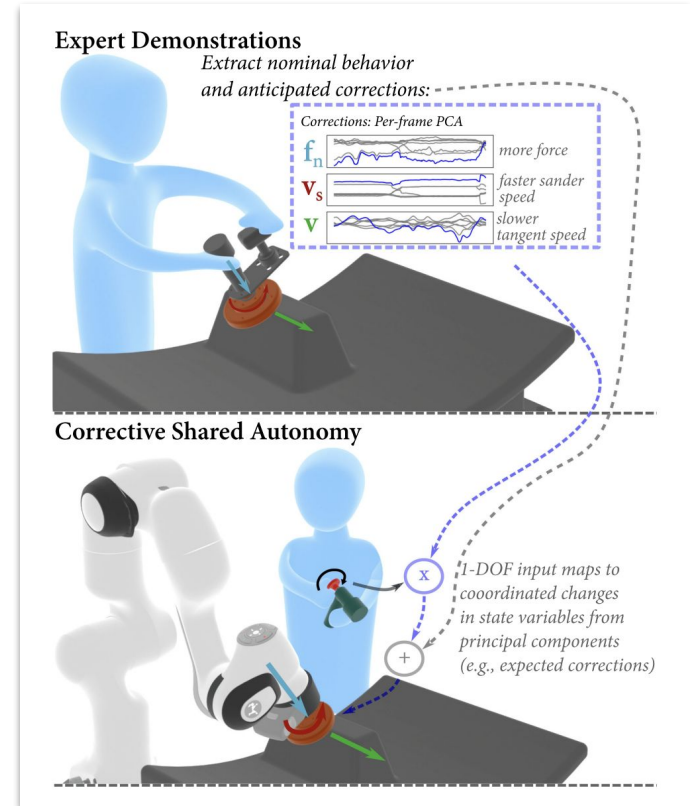 Expert Demonstrations
Extract nominal behavior
and anticipated corrections:
Corrections: Per-frame PCA
fn
more force
vs
faster sander
speed
v
slower
tangent speed
Corrective Shared Autonomy
x
1-DOF input maps to
cooordinated changes
in state variables from
principal components
(e.g., expected corrections)
+